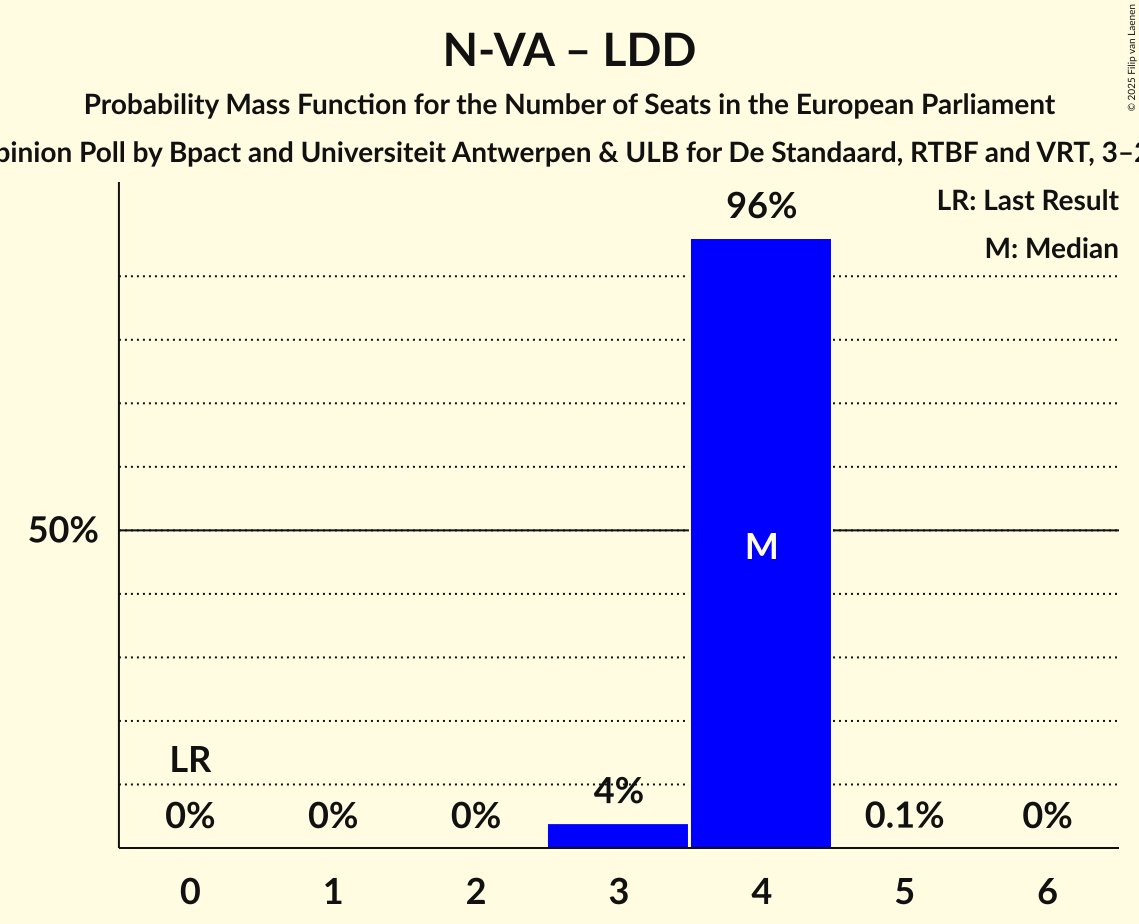 N-VA – LDD
Probability Mass Function for the Number of Seats in the European Parliament
pinion Poll by Bpact and Universiteit Antwerpen & ULB for De Standaard, RTBF and VRT, 3–2
© 2025 Filip van Laenen
LR: Last Result
M: Median
96%
50%
M
LR
0%
0%
0%
4%
0.1%
0%
0
1
2
3
4
5
6